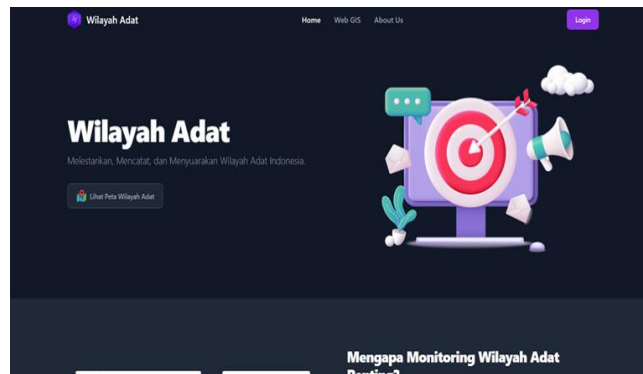 Wilayah Adat
Home Web GIS About Us
Login
Wilayah Adat
Melestarikan, Mencatat, dan Menyuarakan Wilayah Adat Indonesia.
Lihat Peta Wilayah Adat
Mengapa Monitoring Wilayah Adat
Penting?